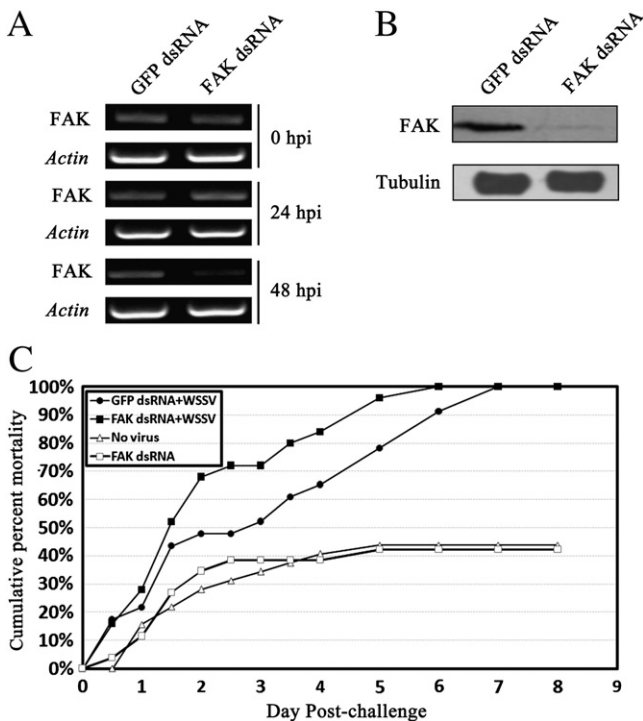 A
GFP dsRNA
FAK dsRNA
FAK
Actin
0 hpi
FAK
Actin
24 hpi
FAK
Actin
48 hpi
B
GFP dsRNA
FAK dsRNA
FAK
Tubulin
C
Cumulative percent mortality
100%
90%
80%
70%
60%
50%
40%
30%
20%
10%
0%
GFP dsRNA+WSSV
FAK dsRNA+WSSV
No virus
FAK dsRNA
0 1 2 3 4 5 6 7 8 9
Day Post-challenge